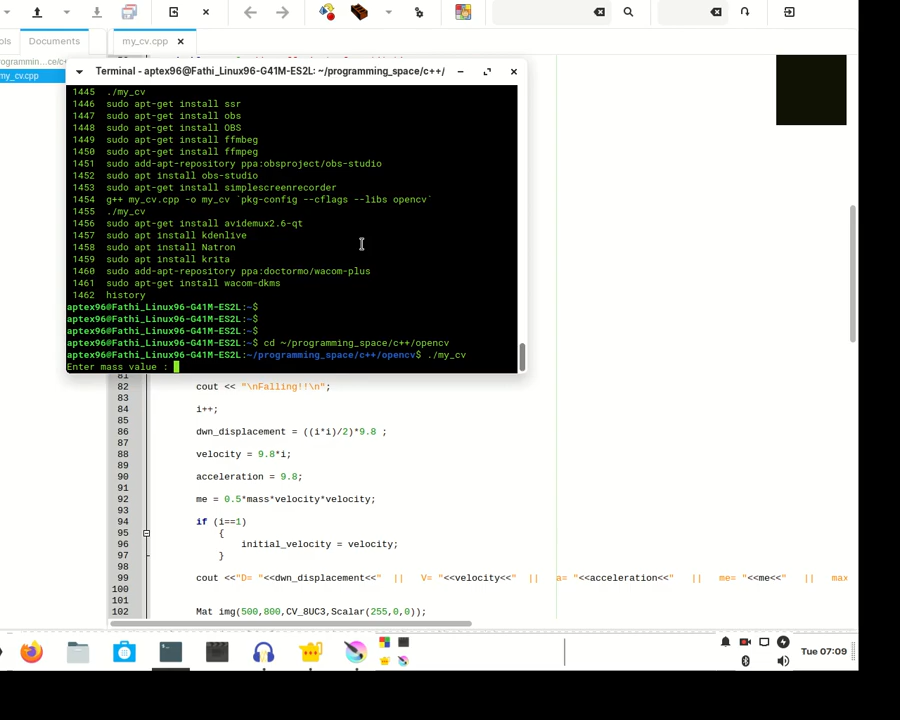 ols Documents my_cv.cpp
rogrammin...ce/c+
my_cv.cpp
Terminal - aptex96@Fathi_Linux96-G41M-ES2L: ~/programming_space/c++/
1445 ./my_cv
1446 sudo apt-get install ssr
1447 sudo apt-get install obs
1448 sudo apt-get install OBS
1449 sudo apt-get install ffmbeg
1450 sudo apt-get install ffmpeg
1451 sudo add-apt-repository ppa:obsproject/obs-studio
1452 sudo apt install obs-studio
1453 sudo apt-get install simplescreenrecorder
1454 g++ my_cv.cpp -o my_cv `pkg-config --cflags --libs opencv`
1455 ./my_cv
1456 sudo apt-get install avidemux2.6-qt
1457 sudo apt install kdenlive
1458 sudo apt install Natron
1459 sudo apt install krita
1460 sudo add-apt-repository ppa:doctormo/wacom-plus
1461 sudo apt-get install wacom-dkms
1462 history
aptex96@Fathi_Linux96-G41M-ES2L:~$
aptex96@Fathi_Linux96-G41M-ES2L:~$
aptex96@Fathi_Linux96-G41M-ES2L:~$
aptex96@Fathi_Linux96-G41M-ES2L:~$ cd ~/programming_space/c++/opencv
aptex96@Fathi_Linux96-G41M-ES2L:~/programming_space/c++/opencv$ ./my_cv
Enter mass value :
81
82 cout << "\nFalling!!\n";
83
84 i++;
85
86 dwn_displacement = ((i*i)/2)*9.8 ;
87
88 velocity = 9.8*i;
89
90 acceleration = 9.8;
91
92 me = 0.5*mass*velocity*velocity;
93
94 if (i==1)
95 {
96 initial_velocity = velocity;
97 }
98
99 cout <<"D= "<<dwn_displacement<<" || V= "<<velocity<<" || a= "<<acceleration<<" || me= "<<me<<" || max
100
101
102 Mat img(500,800,CV_8UC3,Scalar(255,0,0));
Tue 07:09